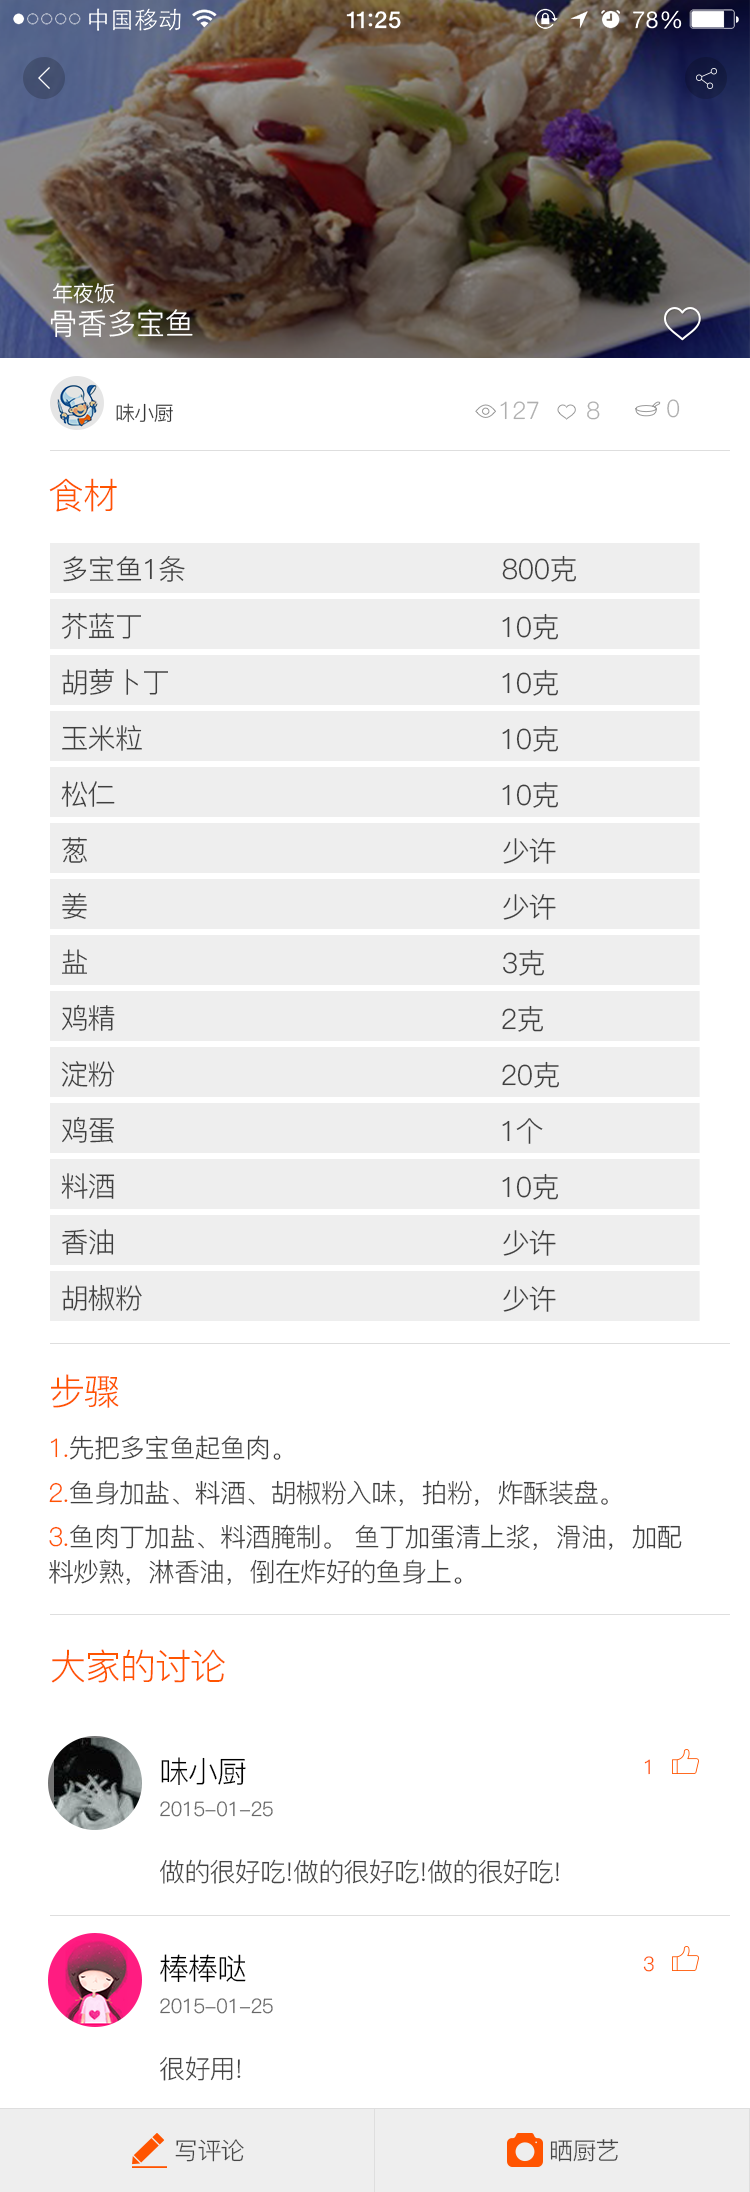 中国移动 11:25 78%
年夜饭
骨香多宝鱼
味小厨 127 8 0
食材
多宝鱼1条 800克
芥蓝丁 10克
胡萝卜丁 10克
玉米粒 10克
松仁 10克
葱 少许
姜 少许
盐 3克
鸡精 2克
淀粉 20克
鸡蛋 1个
料酒 10克
香油 少许
胡椒粉 少许
步骤
1.先把多宝鱼起鱼肉。
2.鱼身加盐、料酒、胡椒粉入味，拍粉，炸酥装盘。
3.鱼肉丁加盐、料酒腌制。 鱼丁加蛋清上浆，滑油，加配
料炒熟，淋香油，倒在炸好的鱼身上。
大家的讨论
味小厨 1
2015-01-25
做的很好吃!做的很好吃!做的很好吃!
棒棒哒 3
2015-01-25
很好用!
写评论 晒厨艺